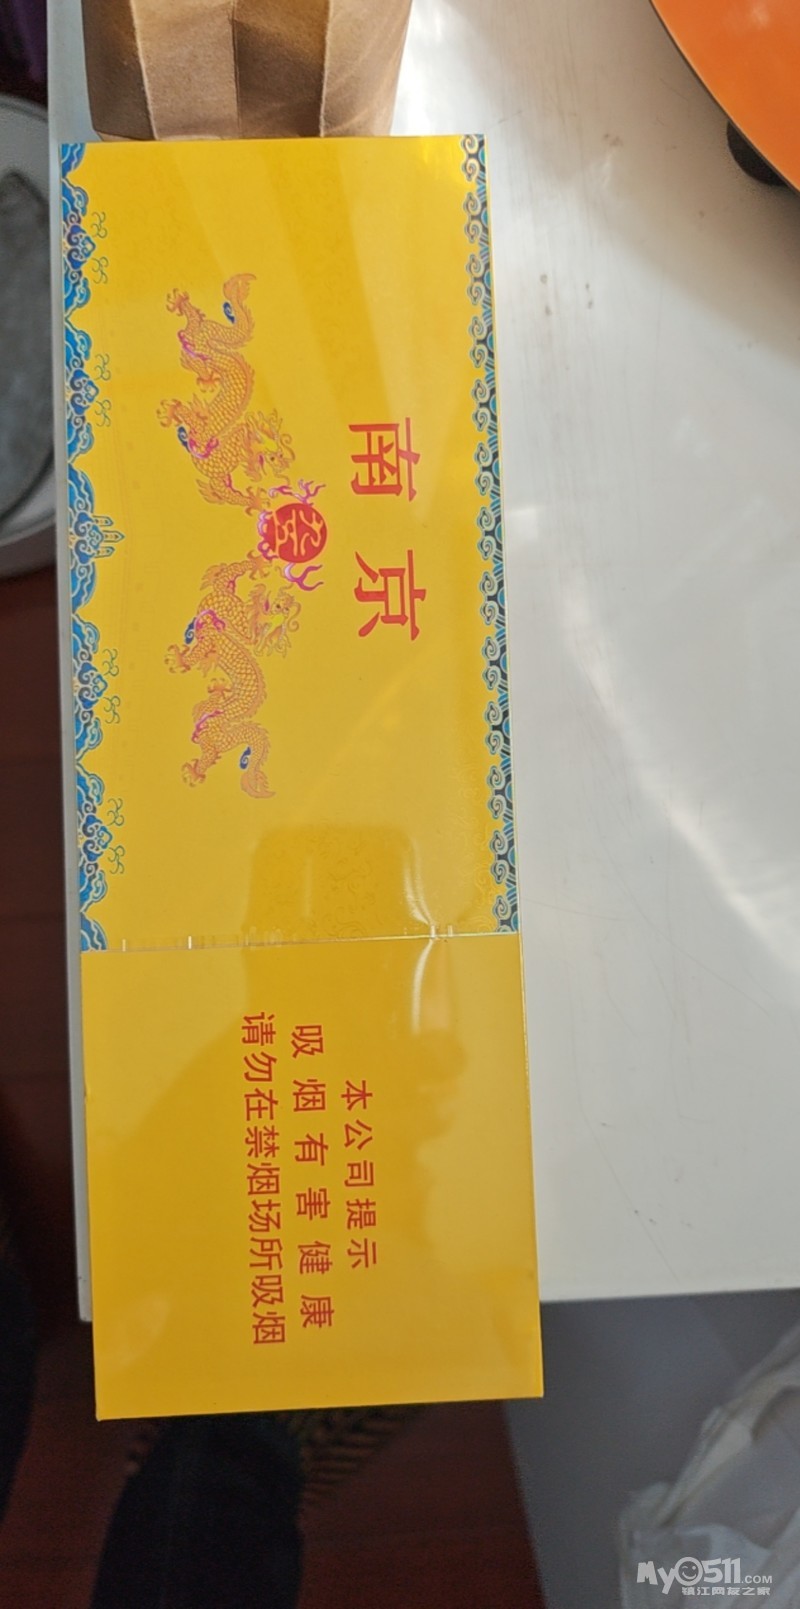 南京
本公司提示
吸烟有害健康
请勿在禁烟场所吸烟
My0511.COM
镇江网友之家